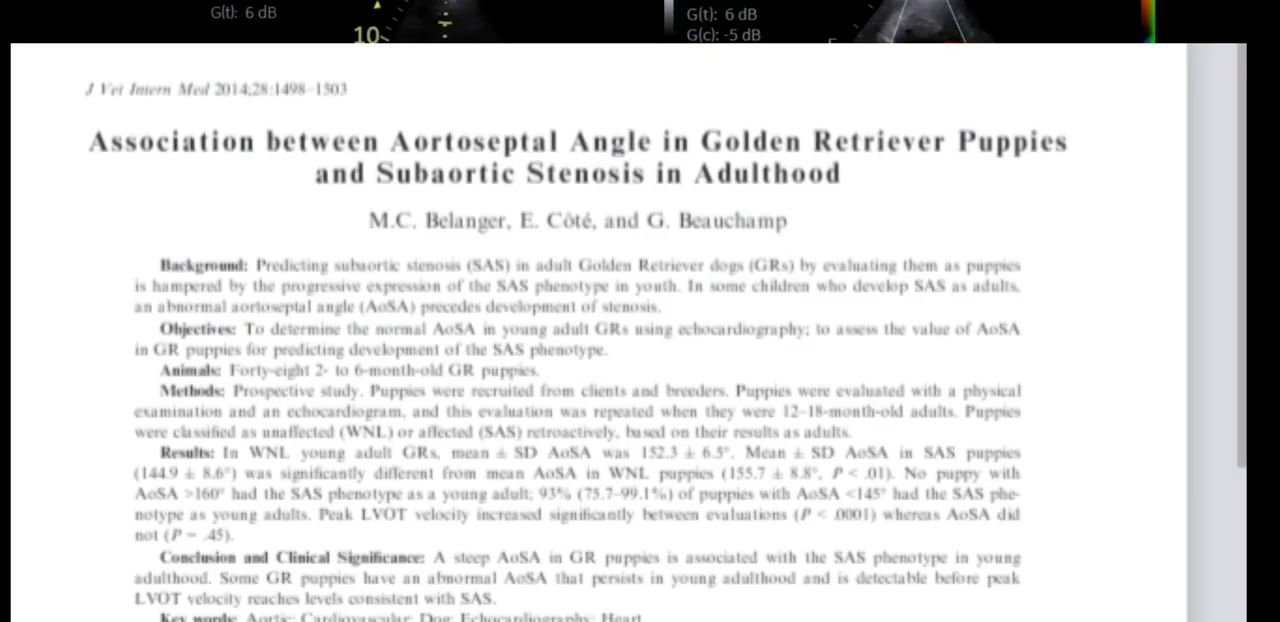 G(t): 6 dB
10
G(t): 6 dB
G(c): -5 dB
J Vet Intern Med 2014;28:1498–1503
Association between Aortoseptal Angle in Golden Retriever Puppies
and Subaortic Stenosis in Adulthood
M.C. Belanger, E. Côté, and G. Beauchamp
Background: Predicting subaortic stenosis (SAS) in adult Golden Retriever dogs (GRs) by evaluating them as puppies
is hampered by the progressive expression of the SAS phenotype in youth. In some children who develop SAS as adults,
an abnormal aortoseptal angle (AoSA) precedes development of stenosis.
Objectives: To determine the normal AoSA in young adult GRs using echocardiography; to assess the value of AoSA
in GR puppies for predicting development of the SAS phenotype.
Animals: Forty-eight 2- to 6-month-old GR puppies.
Methods: Prospective study. Puppies were recruited from clients and breeders. Puppies were evaluated with a physical
examination and an echocardiogram, and this evaluation was repeated when they were 12–18-month-old adults. Puppies
were classified as unaffected (WNL) or affected (SAS) retroactively, based on their results as adults.
Results: In WNL young adult GRs, mean ± SD AoSA was 152.3 ± 6.5°. Mean ± SD AoSA in SAS puppies
(144.9 ± 8.6°) was significantly different from mean AoSA in WNL puppies (155.7 ± 8.8°, P < .01). No puppy with
AoSA >160° had the SAS phenotype as a young adult; 93% (75.7–99.1%) of puppies with AoSA <145° had the SAS phe-
notype as young adults. Peak LVOT velocity increased significantly between evaluations (P < .0001) whereas AoSA did
not (P = .45).
Conclusion and Clinical Significance: A steep AoSA in GR puppies is associated with the SAS phenotype in young
adulthood. Some GR puppies have an abnormal AoSA that persists in young adulthood and is detectable before peak
LVOT velocity reaches levels consistent with SAS.
Key words: Aortic; Cardiovascular; Dog; Echocardiography; Heart.